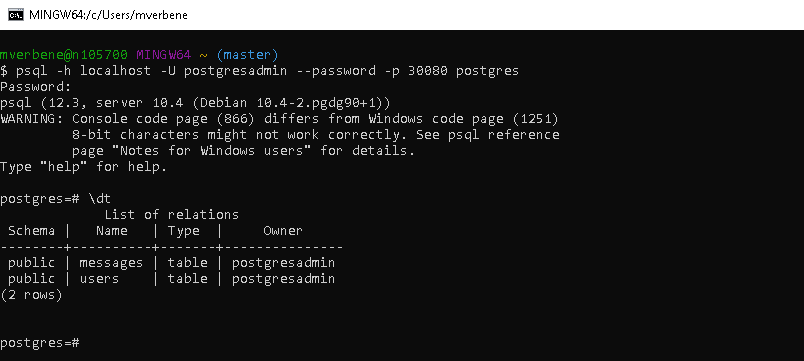 MINGW64:/c/Users/mverbene
mverbene@n105700 MINGW64 ~ (master)
$ psql -h localhost -U postgresadmin --password -p 30080 postgres
Password:
psql (12.3, server 10.4 (Debian 10.4-2.pgdg90+1))
WARNING: Console code page (866) differs from Windows code page (1251)
         8-bit characters might not work correctly. See psql reference
         page "Notes for Windows users" for details.
Type "help" for help.

postgres=# \dt
             List of relations
 Schema |   Name   | Type  |     Owner
--------+----------+-------+---------------
 public | messages | table | postgresadmin
 public | users    | table | postgresadmin
(2 rows)

postgres=#